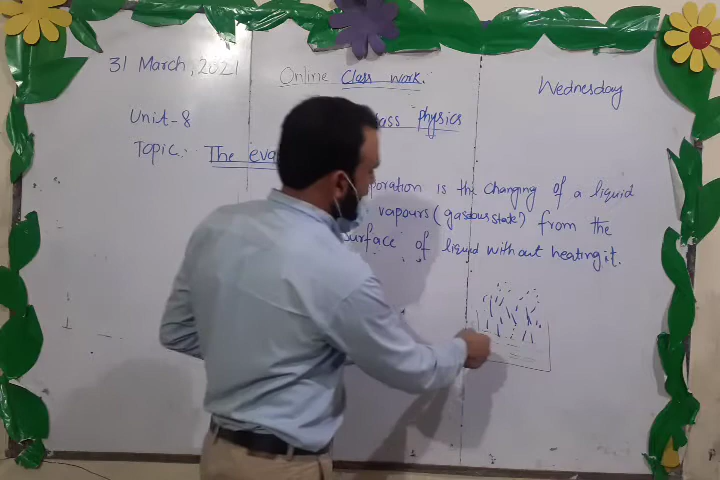 31 March, 2021
Online Class work.
Wednesday
Unit-8
Class Physics
Topic: The eva
poration is the changing of a liquid
vapours (gaseous state) from the
surface of liquid without heating it.